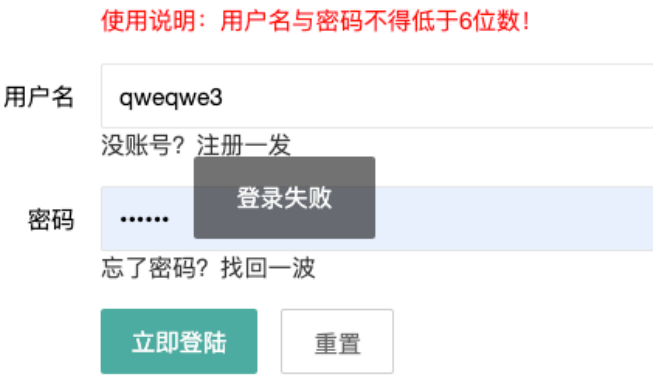 使用说明：用户名与密码不得低于6位数！
用户名 qweqwe3
没账号？注册一发
登录失败
密码 ••••••
忘了密码？找回一波
立即登陆 重置